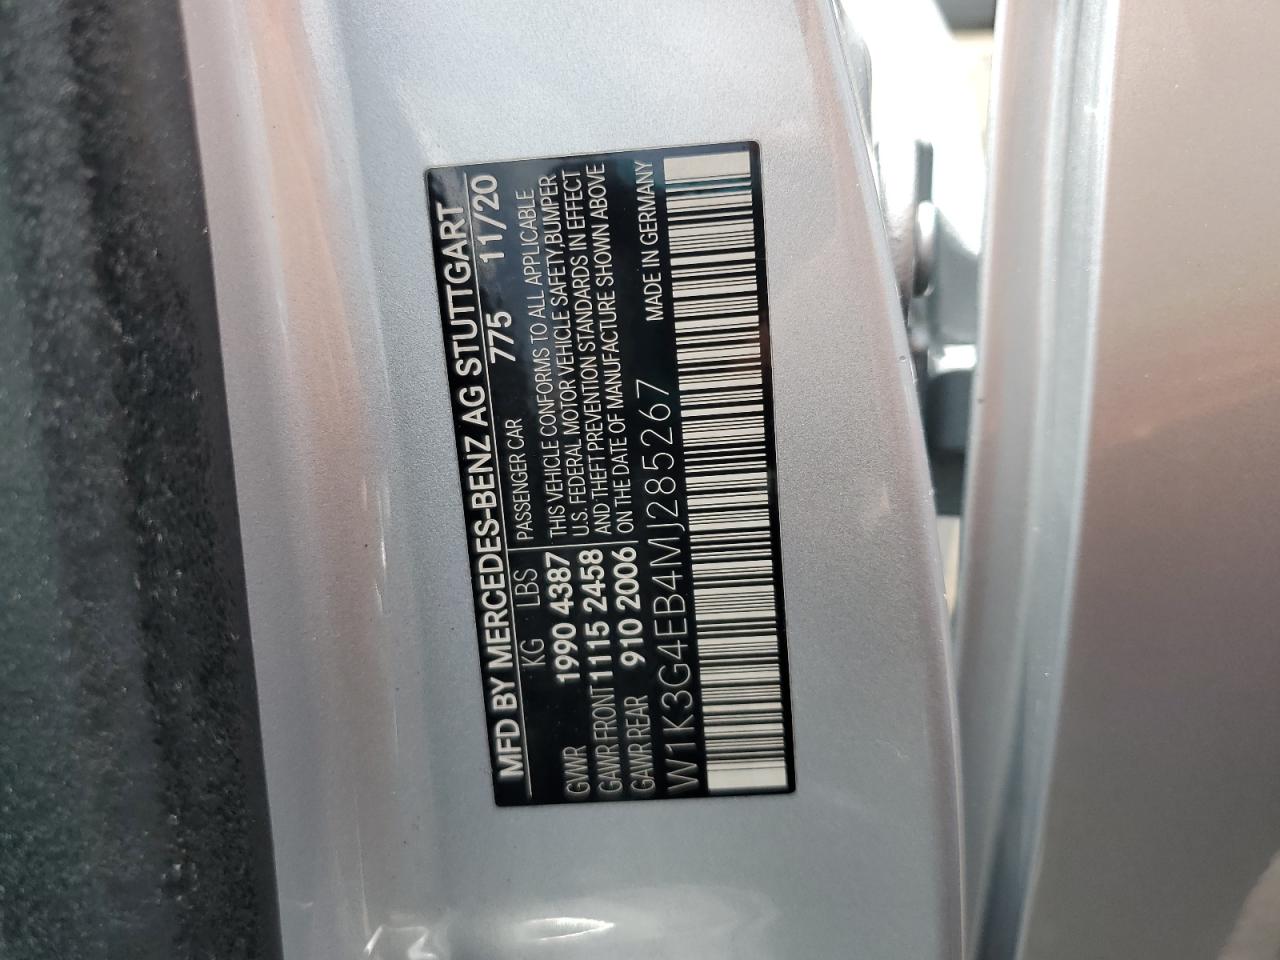 MFD BY MERCEDES-BENZ AG STUTTGART
KG LBS PASSENGER CAR 775 11/20
GVWR 1990 4387 THIS VEHICLE CONFORMS TO ALL APPLICABLE
GAWR FRONT 1115 2458 U.S. FEDERAL MOTOR VEHICLE SAFETY,BUMPER
GAWR REAR 910 2006 AND THEFT PREVENTION STANDARDS IN EFFECT
ON THE DATE OF MANUFACTURE SHOWN ABOVE
W1K3G4EB4MJ285267 MADE IN GERMANY